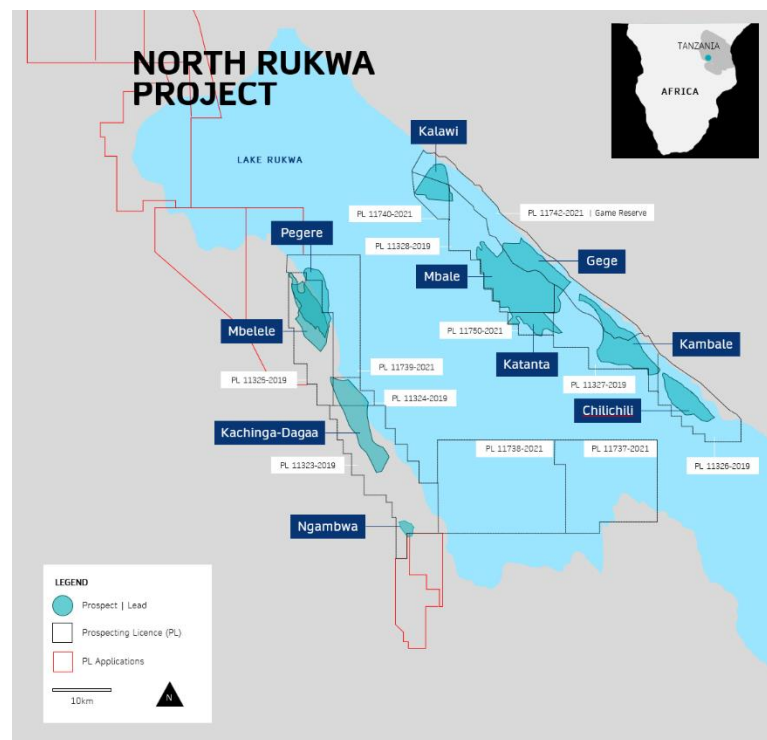 NORTH RUKWA
PROJECT
TANZANIA
AFRICA
LAKE RUKWA
Kalawi
PL 11740-2021
PL 11742-2021 | Game Reserve
PL 11328-2019
Pegere
Gege
Mbale
Mbelele
PL 11750-2021
Kambale
Katanta
PL 11739-2021
PL 11325-2019
PL 11327-2019
PL 11324-2019
Chilichili
Kachinga-Dagaa
PL 11738-2021
PL 11737-2021
PL 11323-2019
PL 11326-2019
Ngambwa
LEGEND
Prospect | Lead
Prospecting Licence (PL)
PL Applications
10km
N